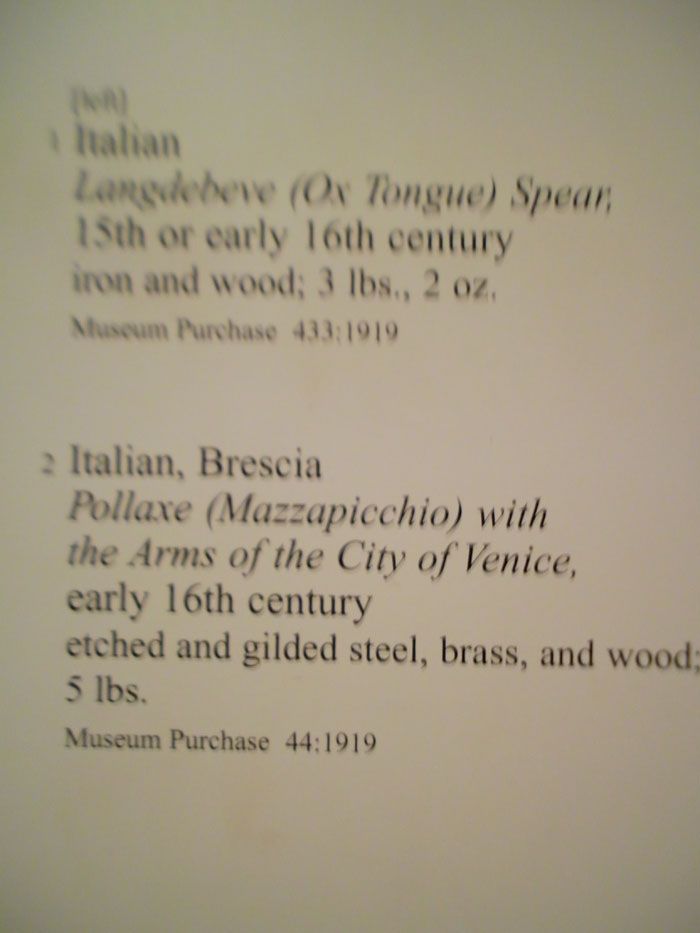 [left]
1 Italian
Langdebeve (Ox Tongue) Spear,
15th or early 16th century
iron and wood; 3 lbs., 2 oz.
Museum Purchase 433:1919
2 Italian, Brescia
Pollaxe (Mazzapicchio) with
the Arms of the City of Venice,
early 16th century
etched and gilded steel, brass, and wood;
5 lbs.
Museum Purchase 44:1919